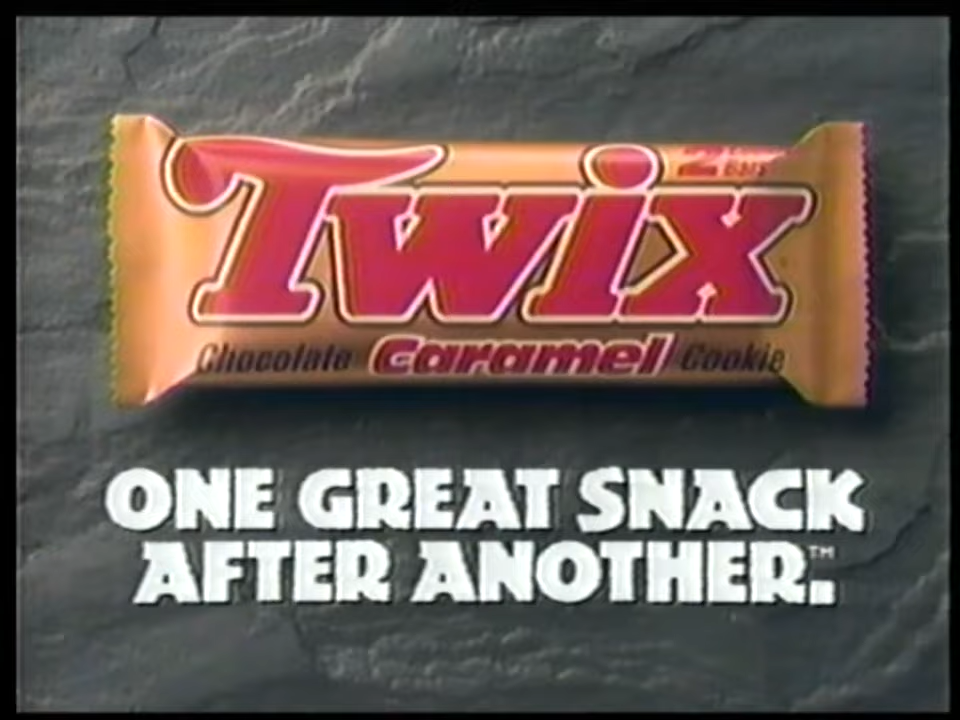 Twix
Chocolate Caramel Cookie
ONE GREAT SNACK
AFTER ANOTHER.™